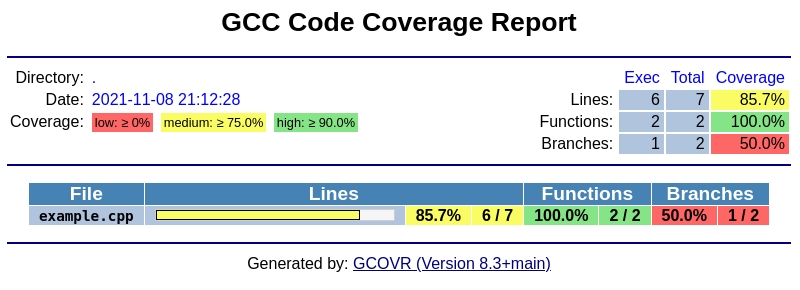 GCC Code Coverage Report
Directory: .
Date: 2021-11-08 21:12:28
Coverage: low: ≥ 0% medium: ≥ 75.0% high: ≥ 90.0%
Exec Total Coverage
Lines: 6 7 85.7%
Functions: 2 2 100.0%
Branches: 1 2 50.0%
File Lines Functions Branches
example.cpp 85.7% 6 / 7 100.0% 2 / 2 50.0% 1 / 2
Generated by: GCOVR (Version 8.3+main)